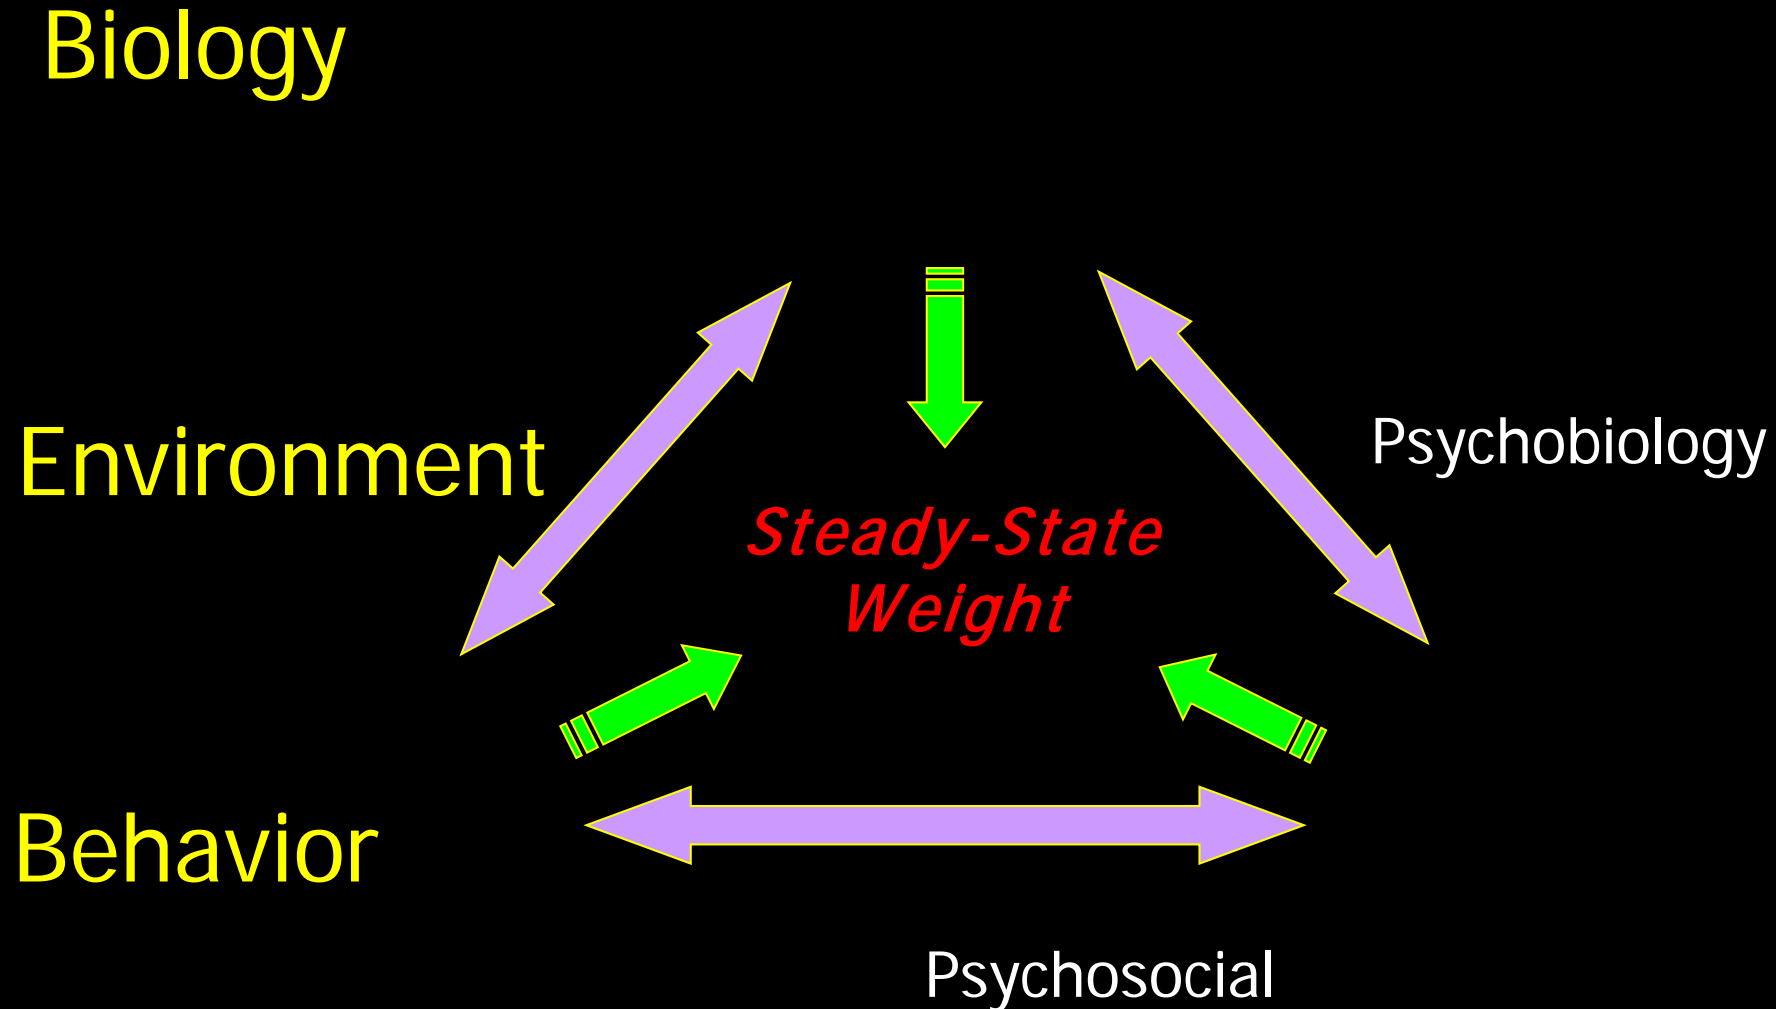 Biology
Environment
Psychobiology
Steady-State
Weight
Behavior
Psychosocial